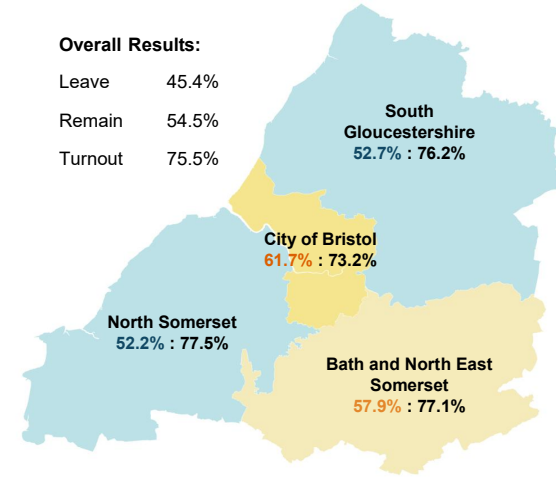 Overall Results:
Leave 45.4%
Remain 54.5%
Turnout 75.5%
South
Gloucestershire
52.7% : 76.2%
City of Bristol
61.7% : 73.2%
North Somerset
52.2% : 77.5%
Bath and North East
Somerset
57.9% : 77.1%